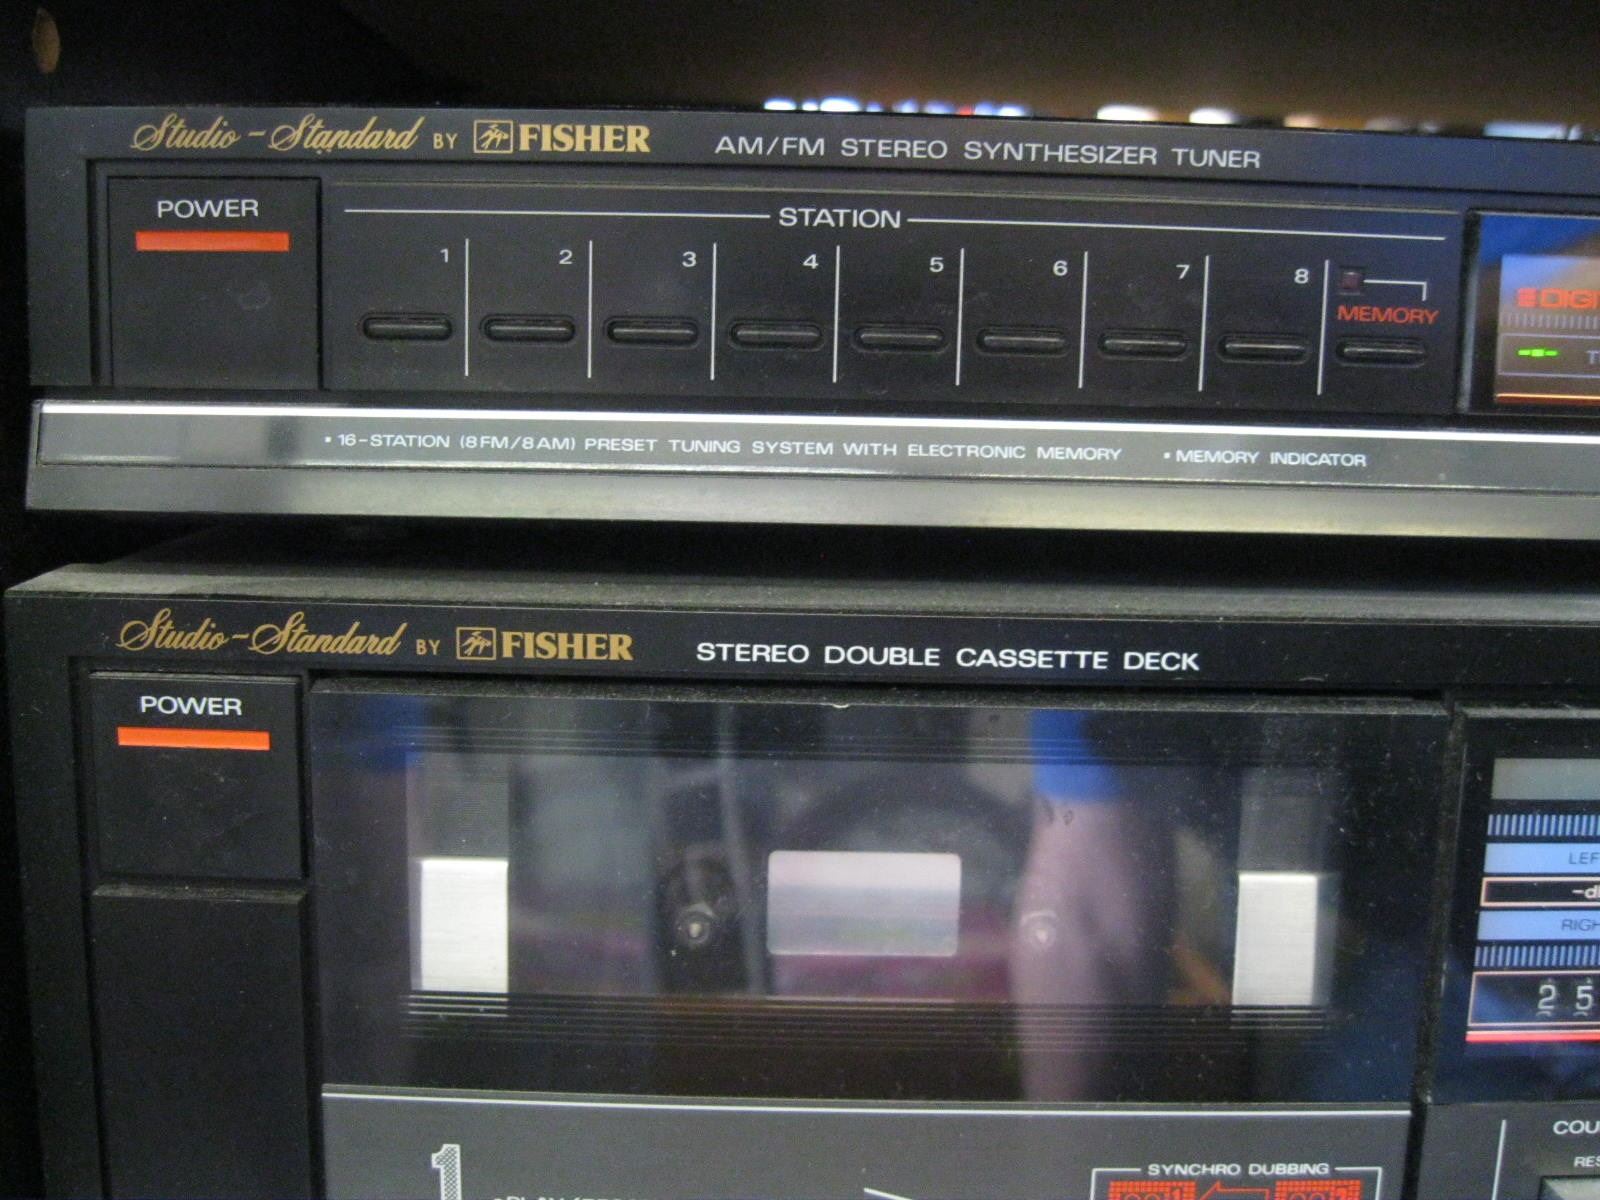 Studio-Standard BY FISHER AM/FM STEREO SYNTHESIZER TUNER
POWER
STATION
1 2 3 4 5 6 7 8
MEMORY
▪ 16-STATION (8FM/8AM) PRESET TUNING SYSTEM WITH ELECTRONIC MEMORY ▪ MEMORY INDICATOR
Studio-Standard BY FISHER STEREO DOUBLE CASSETTE DECK
POWER
25
1
SYNCHRO DUBBING